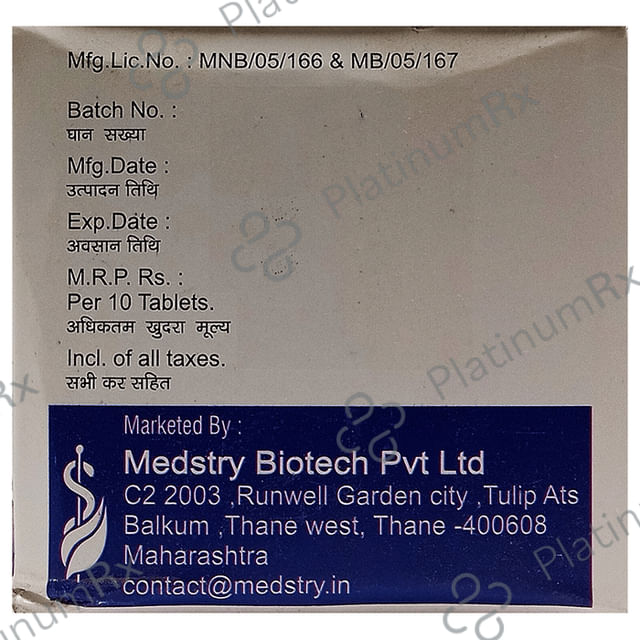 Mfg.Lic.No. : MNB/05/166 & MB/05/167
Batch No. :
घान सख्या
Mfg.Date :
उत्पादन तिथि
Exp.Date :
अवसान तिथि
M.R.P. Rs. :
Per 10 Tablets.
अधिकतम खुदरा मूल्य
Incl. of all taxes.
सभी कर सहित
Marketed By :
Medstry Biotech Pvt Ltd
C2 2003 ,Runwell Garden city ,Tulip Ats
Balkum ,Thane west, Thane -400608
Maharashtra
contact@medstry.in
PlatinumRx
PlatinumRx